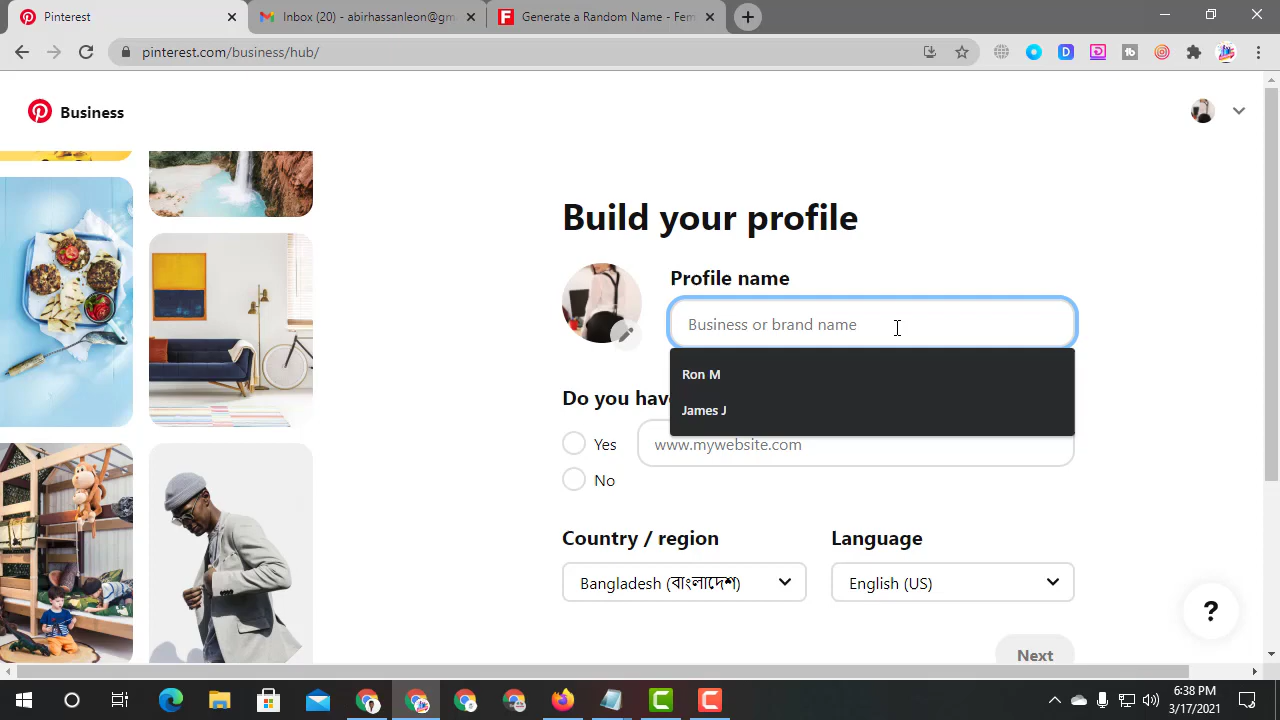 Pinterest
Inbox (20) - abirhassanleon@gm
Generate a Random Name - Fem
pinterest.com/business/hub/
Business
Build your profile
Profile name
Business or brand name
Ron M
James J
Do you hav
Yes
www.mywebsite.com
No
Country / region
Language
Bangladesh (বাংলাদেশ)
English (US)
?
Next
6:38 PM
3/17/2021